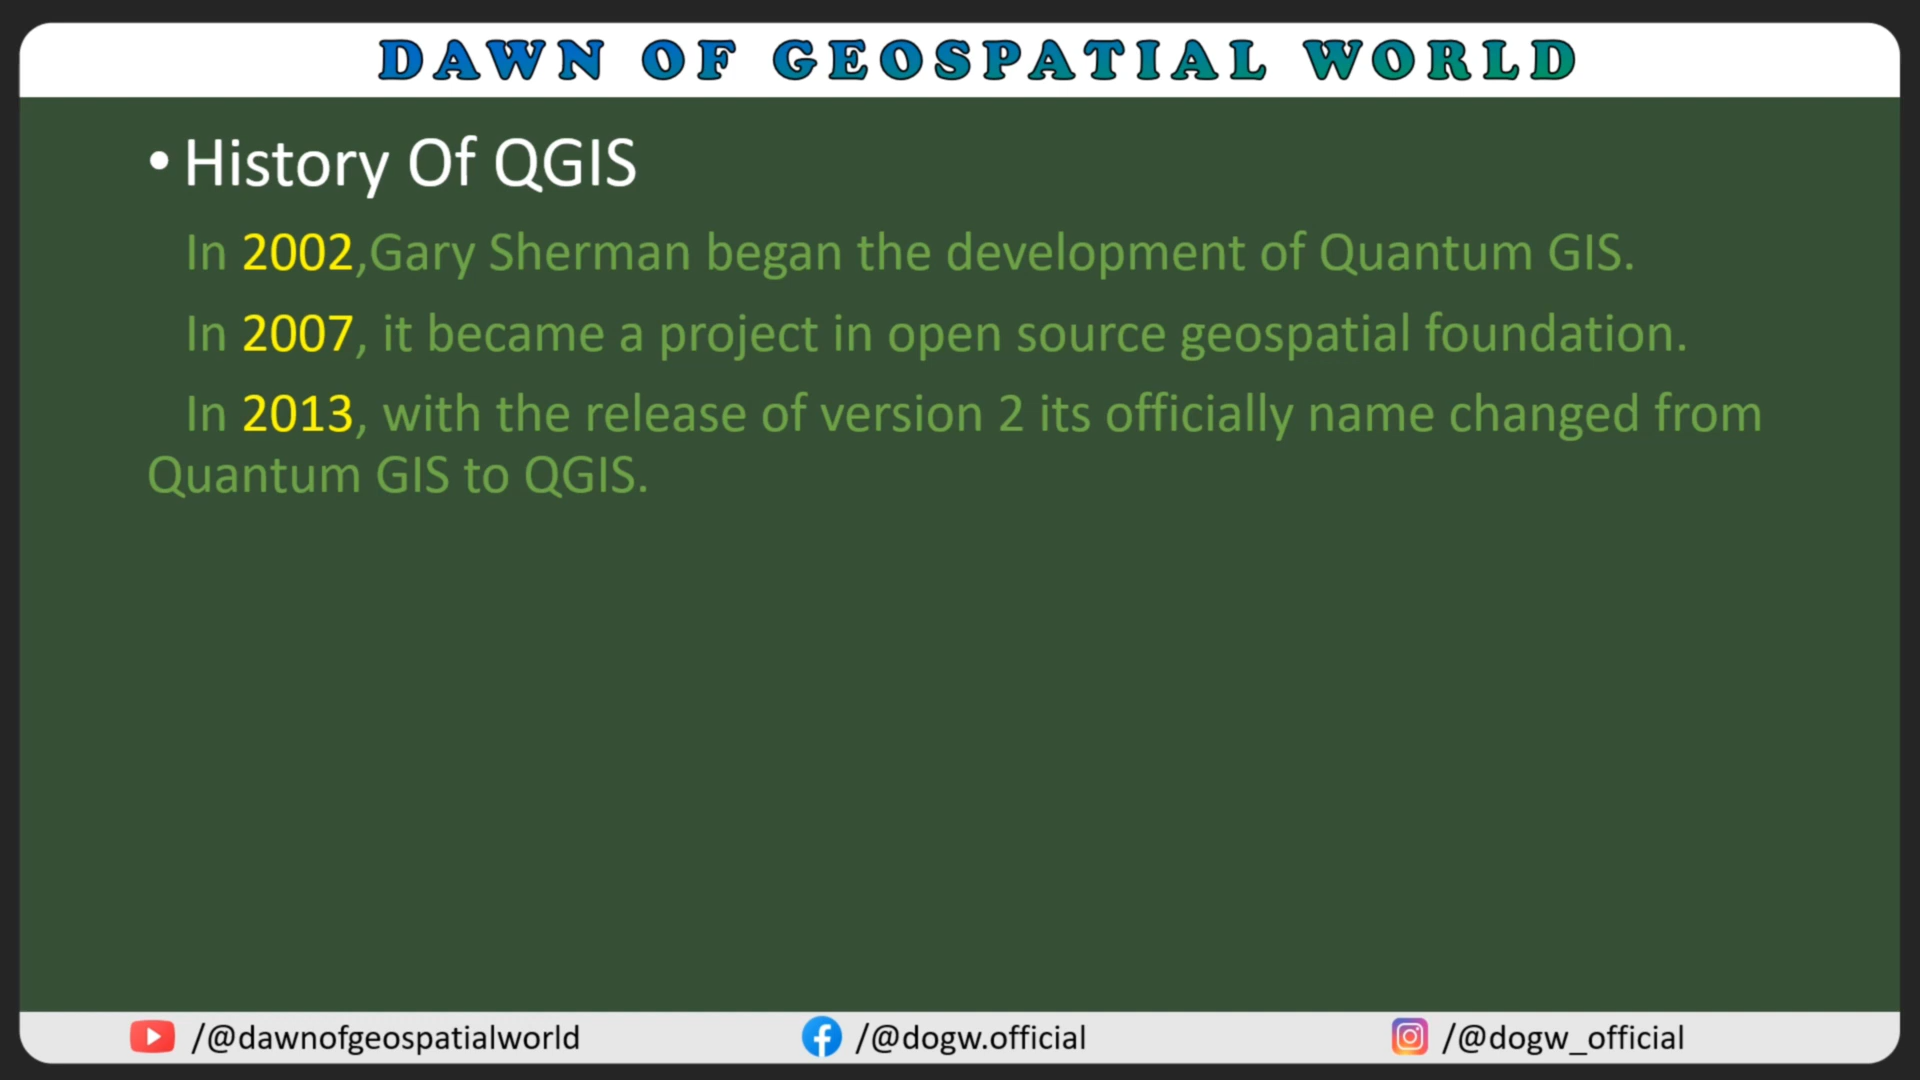 DAWN OF GEOSPATIAL WORLD
• History Of QGIS
In 2002,Gary Sherman began the development of Quantum GIS.
In 2007, it became a project in open source geospatial foundation.
In 2013, with the release of version 2 its officially name changed from
Quantum GIS to QGIS.
/@dawnofgeospatialworld /@dogw.official /@dogw_official